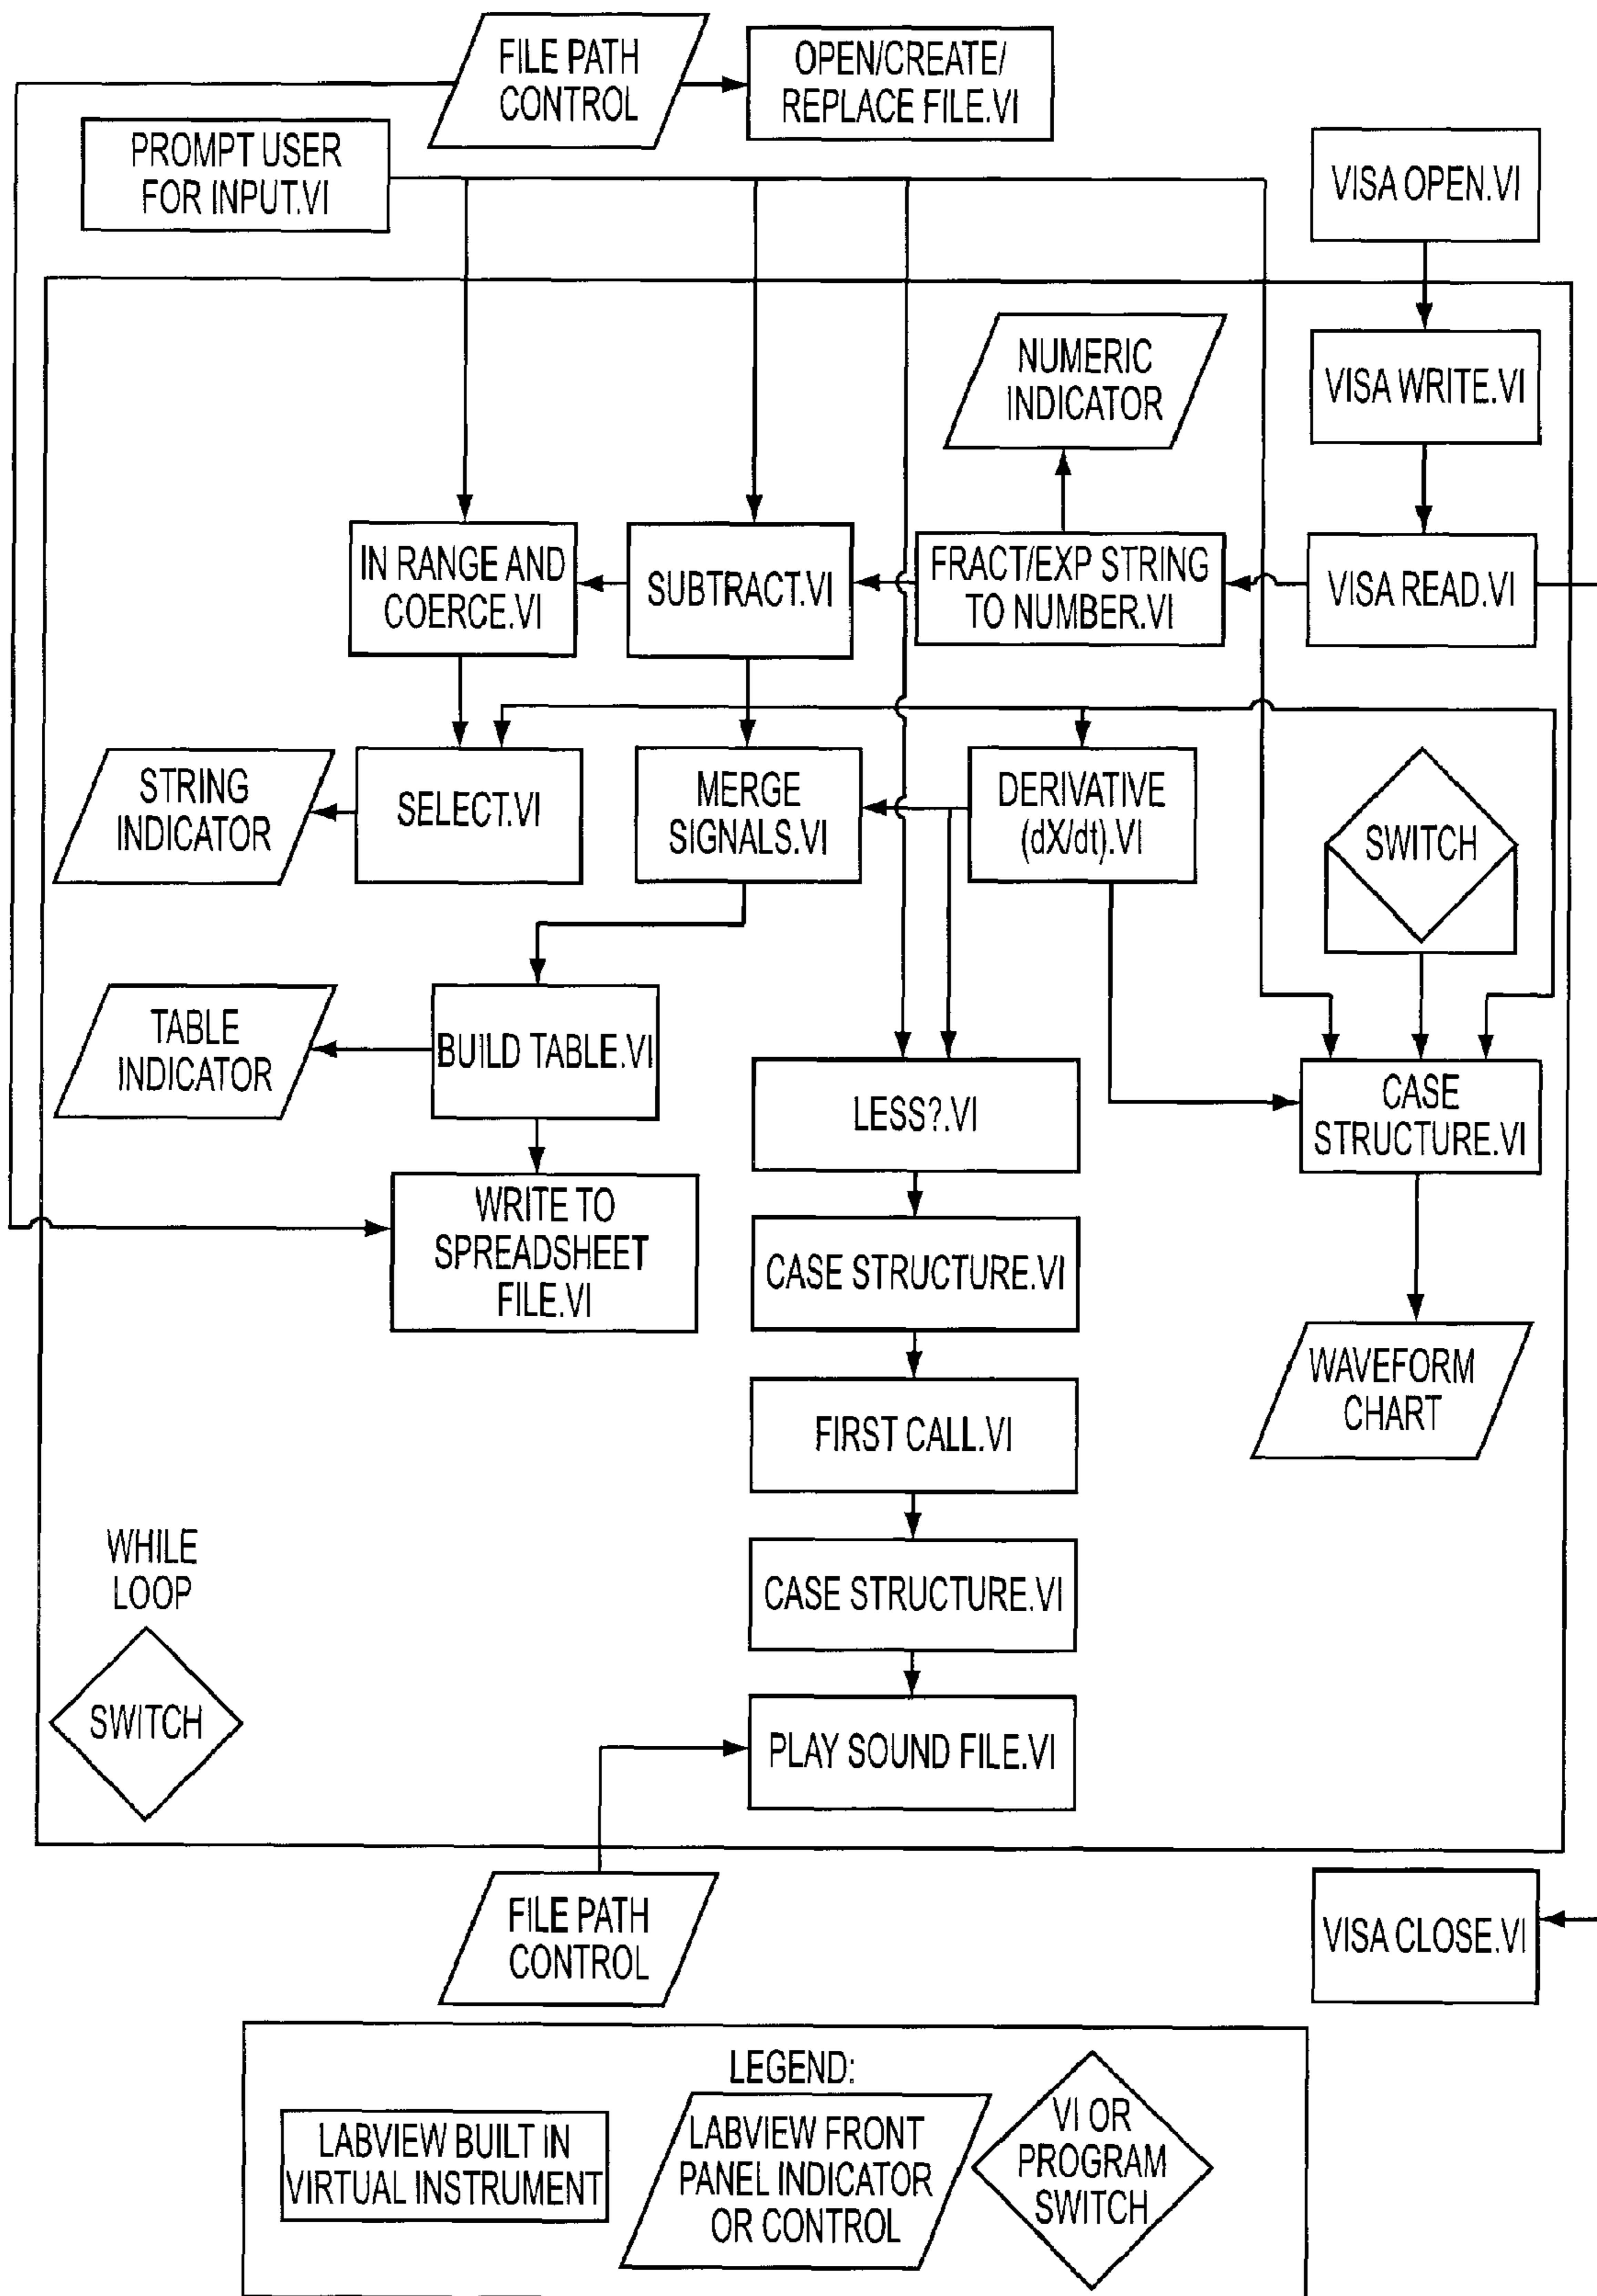 FILE PATH
CONTROL
OPEN/CREATE/
REPLACE FILE.VI
PROMPT USER
FOR INPUT.VI
VISA OPEN.VI
NUMERIC
INDICATOR
VISA WRITE.VI
IN RANGE AND
COERCE.VI
SUBTRACT.VI
FRACT/EXP STRING
TO NUMBER.VI
VISA READ.VI
STRING
INDICATOR
SELECT.VI
MERGE
SIGNALS.VI
DERIVATIVE
(dX/dt).VI
SWITCH
TABLE
INDICATOR
BUILD TABLE.VI
LESS?.VI
CASE
STRUCTURE.VI
WRITE TO
SPREADSHEET
FILE.VI
CASE STRUCTURE.VI
WAVEFORM
CHART
FIRST CALL.VI
WHILE
LOOP
CASE STRUCTURE.VI
SWITCH
PLAY SOUND FILE.VI
FILE PATH
CONTROL
VISA CLOSE.VI
LEGEND:
LABVIEW BUILT IN
VIRTUAL INSTRUMENT
LABVIEW FRONT
PANEL INDICATOR
OR CONTROL
VI OR
PROGRAM
SWITCH